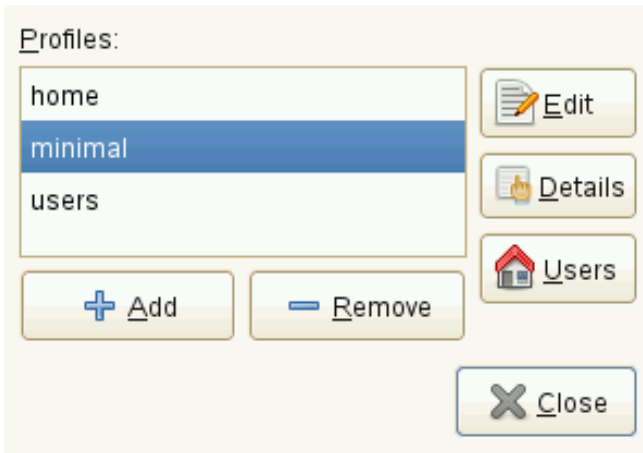 Profiles:
home
Edit
minimal
Details
users
Users
Add
Remove
Close